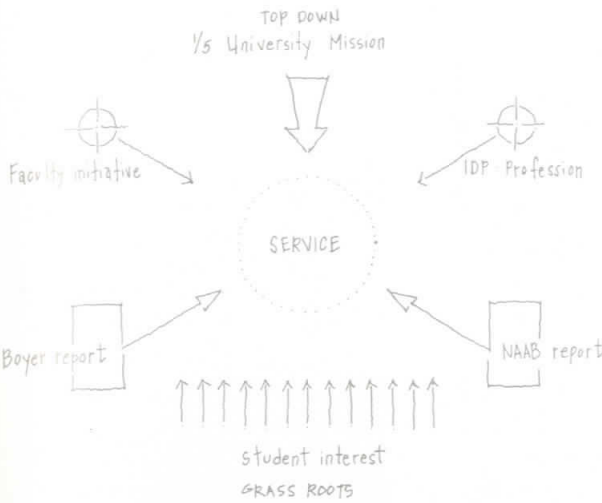 TOP DOWN
1/5 University Mission
Faculty initiative
IDP - Profession
SERVICE
Boyer report
NAAB report
Student interest
GRASS ROOTS